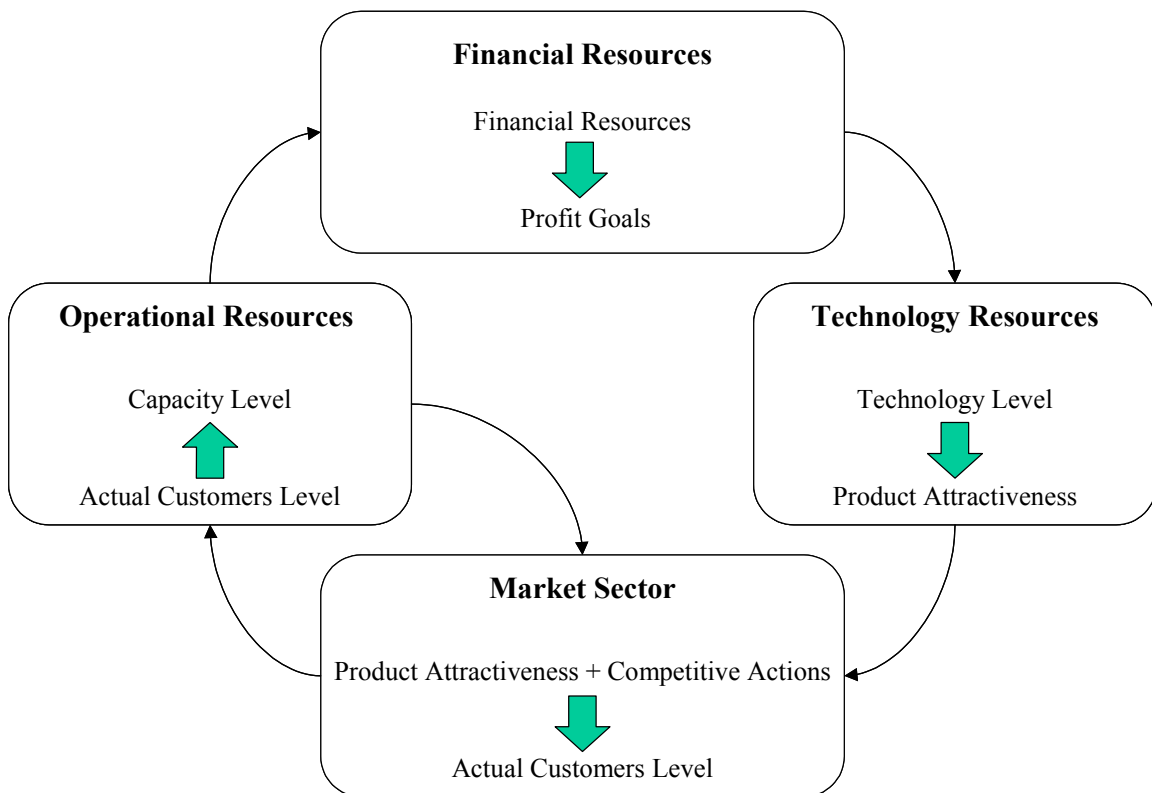 Financial Resources
Financial Resources
Profit Goals
Operational Resources
Capacity Level
Actual Customers Level
Technology Resources
Technology Level
Product Attractiveness
Market Sector
Product Attractiveness + Competitive Actions
Actual Customers Level